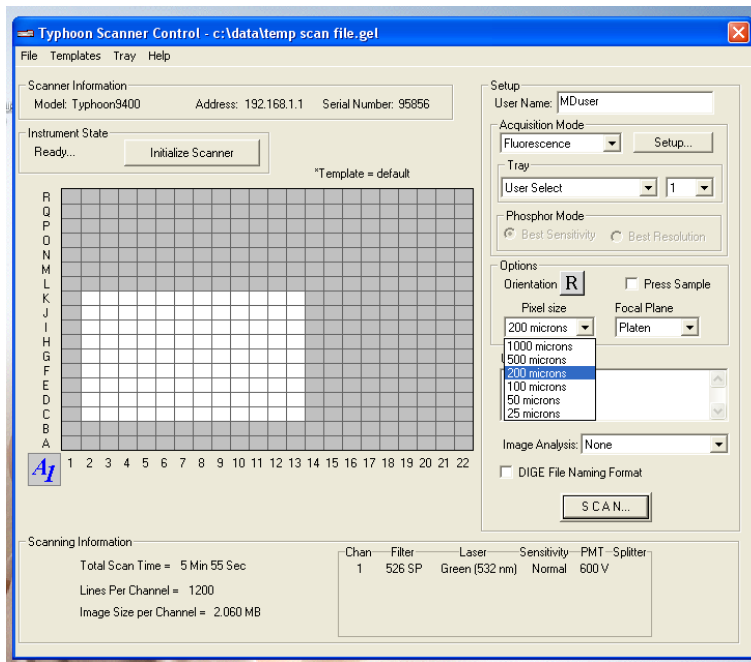 Typhoon Scanner Control - c:\data\temp scan file.gel
File Templates Tray Help
Scanner Information
Model: Typhoon9400 Address: 192.168.1.1 Serial Number: 95856
Instrument State
Ready... Initialize Scanner
*Template = default
R
Q
P
O
N
M
L
K
J
I
H
G
F
E
D
C
B
A
A1 1 2 3 4 5 6 7 8 9 10 11 12 13 14 15 16 17 18 19 20 21 22
Setup
User Name: MDuser
Acquisition Mode
Fluorescence Setup...
Tray
User Select 1
Phosphor Mode
Best Sensitivity Best Resolution
Options
Orientation R Press Sample
Pixel size Focal Plane
200 microns Platen
1000 microns
500 microns
200 microns
100 microns
50 microns
25 microns
Image Analysis: None
DIGE File Naming Format
SCAN...
Scanning Information
Total Scan Time = 5 Min 55 Sec
Lines Per Channel = 1200
Image Size per Channel = 2.060 MB
Chan Filter Laser Sensitivity PMT Splitter
1 526 SP Green (532 nm) Normal 600 V